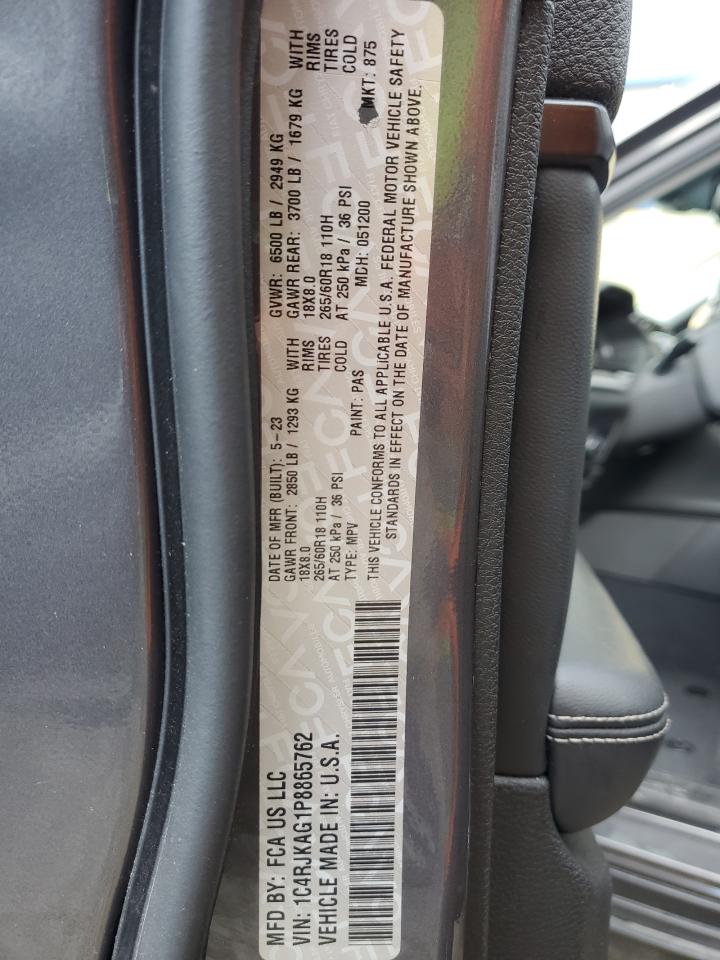 MFD BY: FCA US LLC
VIN: 1C4RJKAG1P8865762
VEHICLE MADE IN: U.S.A.
DATE OF MFR (BUILT): 5-23 GVWR: 6500 LB / 2949 KG
GAWR FRONT: 2850 LB / 1293 KG WITH GAWR REAR: 3700 LB / 1679 KG WITH
18X8.0 RIMS 18X8.0 RIMS
265/60R18 110H TIRES 265/60R18 110H TIRES
AT 250 kPa / 36 PSI COLD AT 250 kPa / 36 PSI COLD
TYPE: MPV PAINT: PAS MDH: 051200 MKT: 875
THIS VEHICLE CONFORMS TO ALL APPLICABLE U.S.A. FEDERAL MOTOR VEHICLE SAFETY
STANDARDS IN EFFECT ON THE DATE OF MANUFACTURE SHOWN ABOVE.